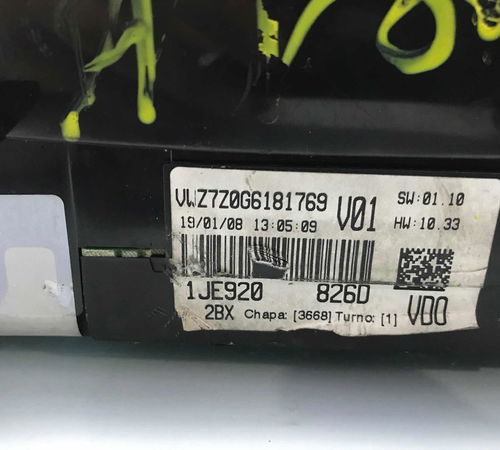 VWZ7Z0G6181769 V01 SW:01.10
19/01/08 13:05:09 HW:10.33
1JE920 826D VDO
2BX Chapa: [3668] Turno: [1]